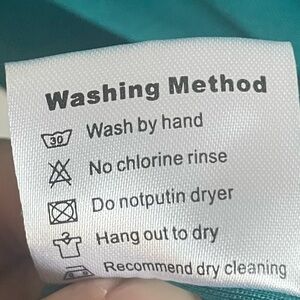 Washing Method
30 Wash by hand
No chlorine rinse
Do notputin dryer
Hang out to dry
Recommend dry cleaning